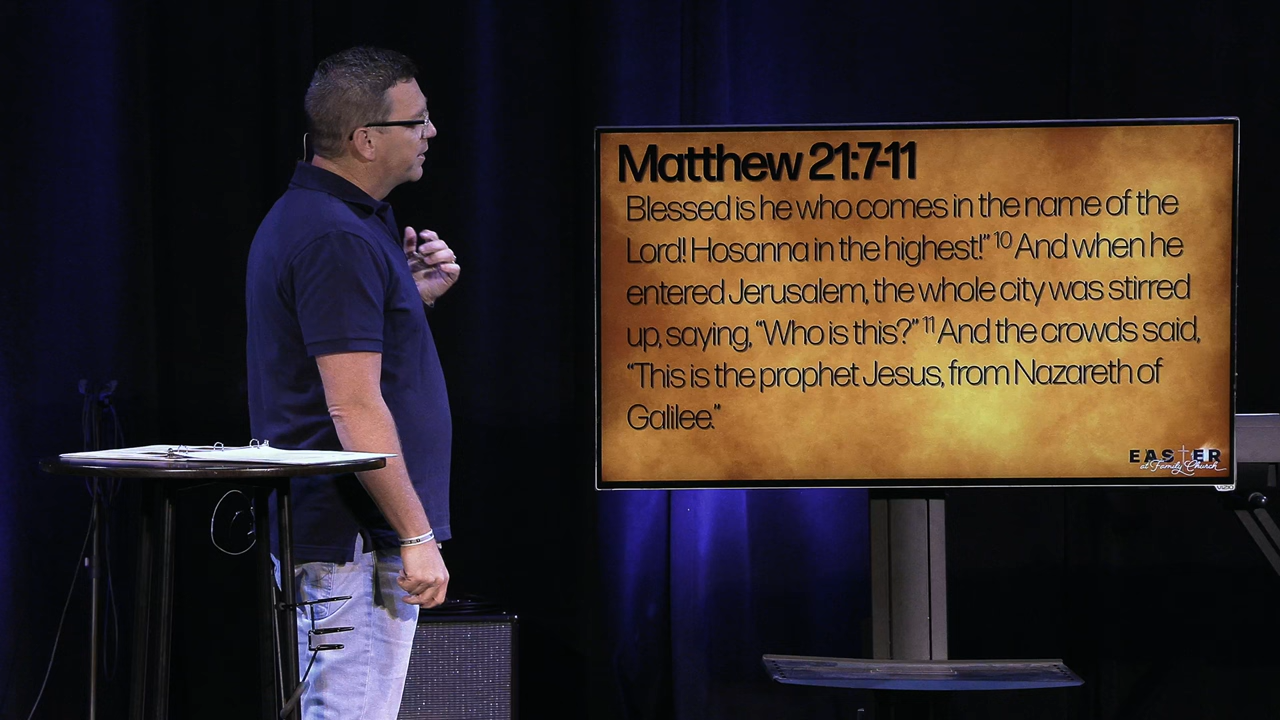 Matthew 21:7-11
Blessed is he who comes in the name of the
Lord! Hosanna in the highest!” 10 And when he
entered Jerusalem, the whole city was stirred
up, saying, “Who is this?” 11 And the crowds said,
“This is the prophet Jesus, from Nazareth of
Galilee.”
EASTER
at Family Church
VIZIO